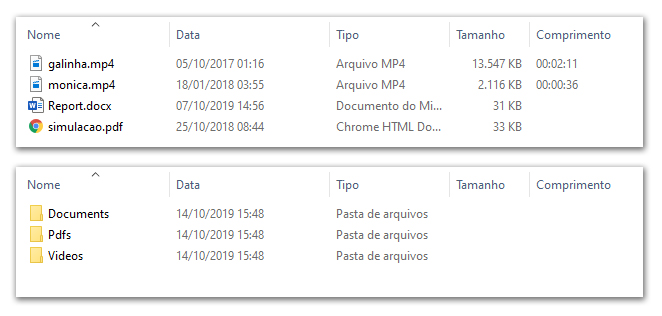 Nome Data Tipo Tamanho Comprimento
galinha.mp4 05/10/2017 01:16 Arquivo MP4 13.547 KB 00:02:11
monica.mp4 18/01/2018 03:55 Arquivo MP4 2.116 KB 00:00:36
Report.docx 07/10/2019 14:56 Documento do Mi... 31 KB
simulacao.pdf 25/10/2018 08:44 Chrome HTML Do... 33 KB
Nome Data Tipo Tamanho Comprimento
Documents 14/10/2019 15:48 Pasta de arquivos
Pdfs 14/10/2019 15:48 Pasta de arquivos
Videos 14/10/2019 15:48 Pasta de arquivos